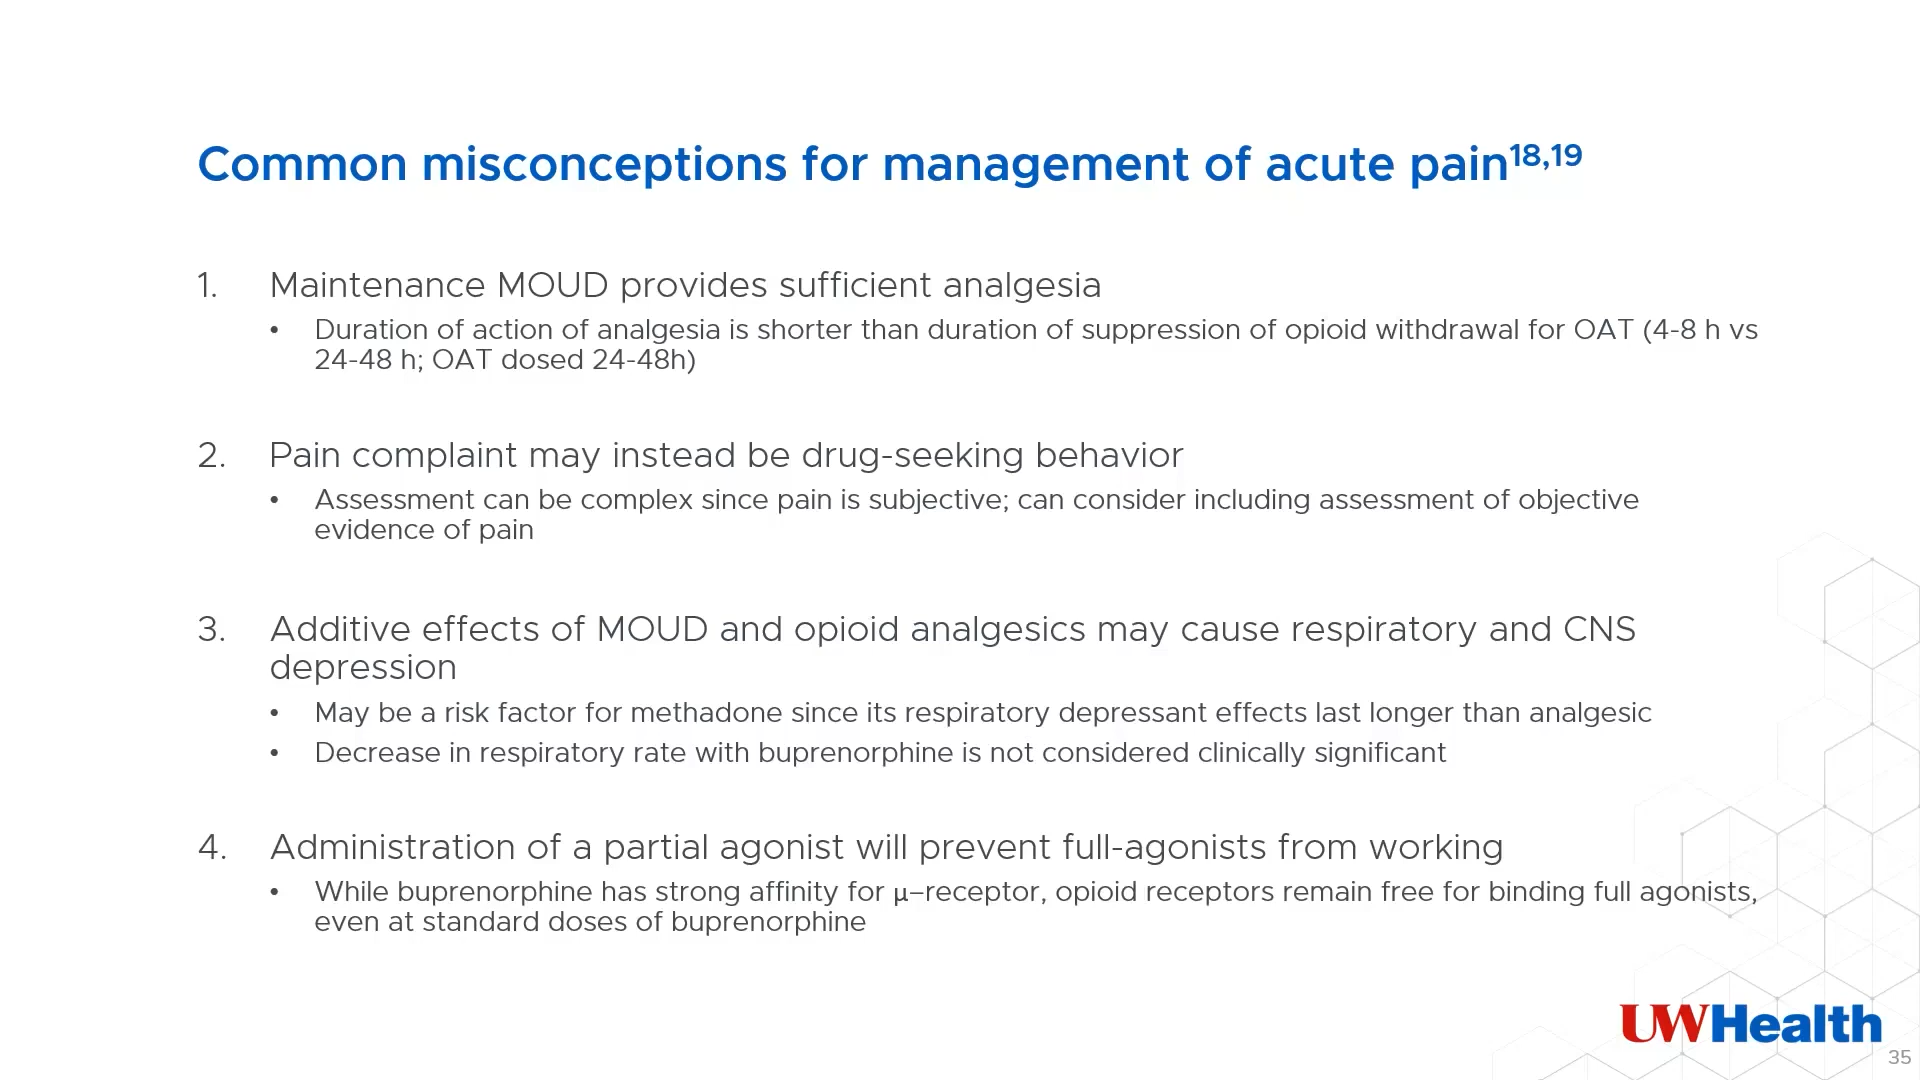 Common misconceptions for management of acute pain18,19
1. Maintenance MOUD provides sufficient analgesia
• Duration of action of analgesia is shorter than duration of suppression of opioid withdrawal for OAT (4-8 h vs
24-48 h; OAT dosed 24-48h)
2. Pain complaint may instead be drug-seeking behavior
• Assessment can be complex since pain is subjective; can consider including assessment of objective
evidence of pain
3. Additive effects of MOUD and opioid analgesics may cause respiratory and CNS
depression
• May be a risk factor for methadone since its respiratory depressant effects last longer than analgesic
• Decrease in respiratory rate with buprenorphine is not considered clinically significant
4. Administration of a partial agonist will prevent full-agonists from working
• While buprenorphine has strong affinity for μ–receptor, opioid receptors remain free for binding full agonists,
even at standard doses of buprenorphine
UWHealth
35